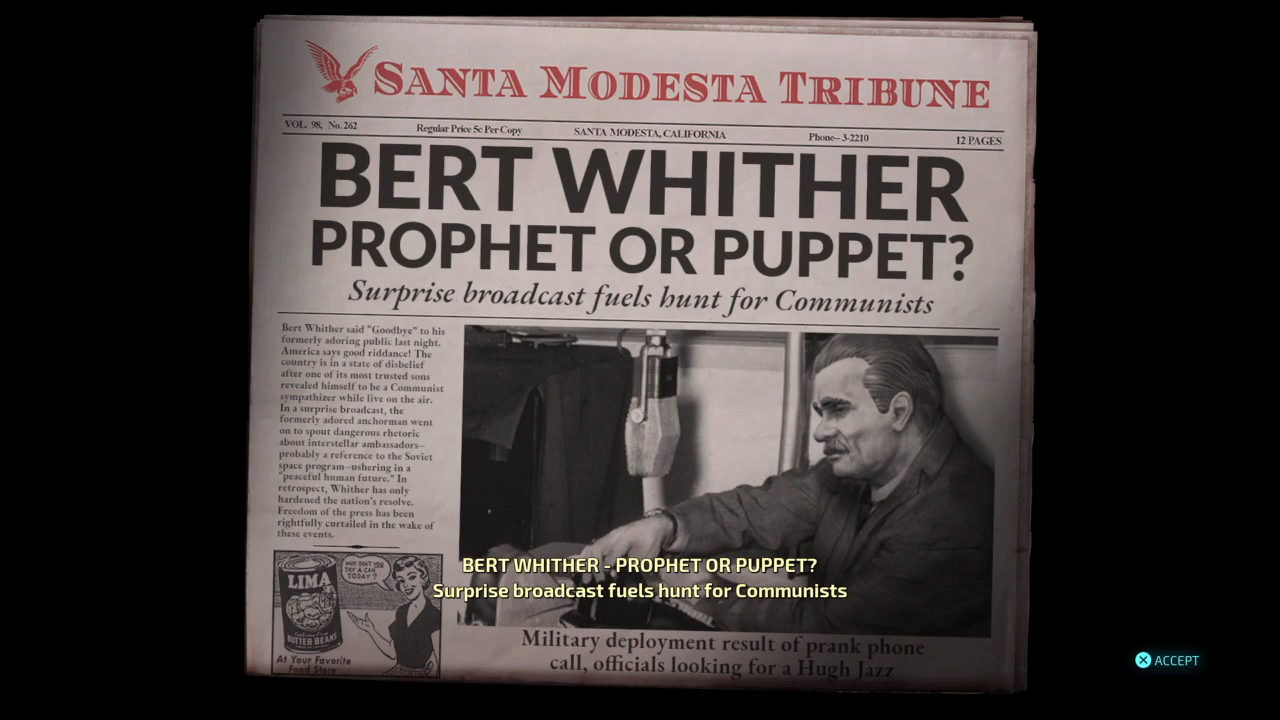 SANTA MODESTA TRIBUNE
VOL. 98, No. 262 Regular Price 5c Per Copy SANTA MODESTA, CALIFORNIA Phone– 3-2210 12 PAGES
BERT WHITHER
PROPHET OR PUPPET?
Surprise broadcast fuels hunt for Communists
Bert Whither said "Goodbye" to his
formerly adoring public last night.
America says good riddance! The
country is in a state of disbelief
after one of its most trusted sons
revealed himself to be a Communist
sympathizer while live on the air.
In a surprise broadcast, the
formerly adored anchorman went
on to spout dangerous rhetoric
about interstellar ambassadors--
probably a reference to the Soviet
space program--ushering in a
"peaceful human future." In
retrospect, Whither has only
hardened the nation's resolve.
Freedom of the press has been
rightfully curtailed in the wake of
these events.
LIMA
BUTTER BEANS
WHY DON'T YOU
TRY A CAN
TODAY?
At Your Favorite
Food Store
BERT WHITHER - PROPHET OR PUPPET?
Surprise broadcast fuels hunt for Communists
Military deployment result of prank phone
call, officials looking for a Hugh Jazz
ACCEPT